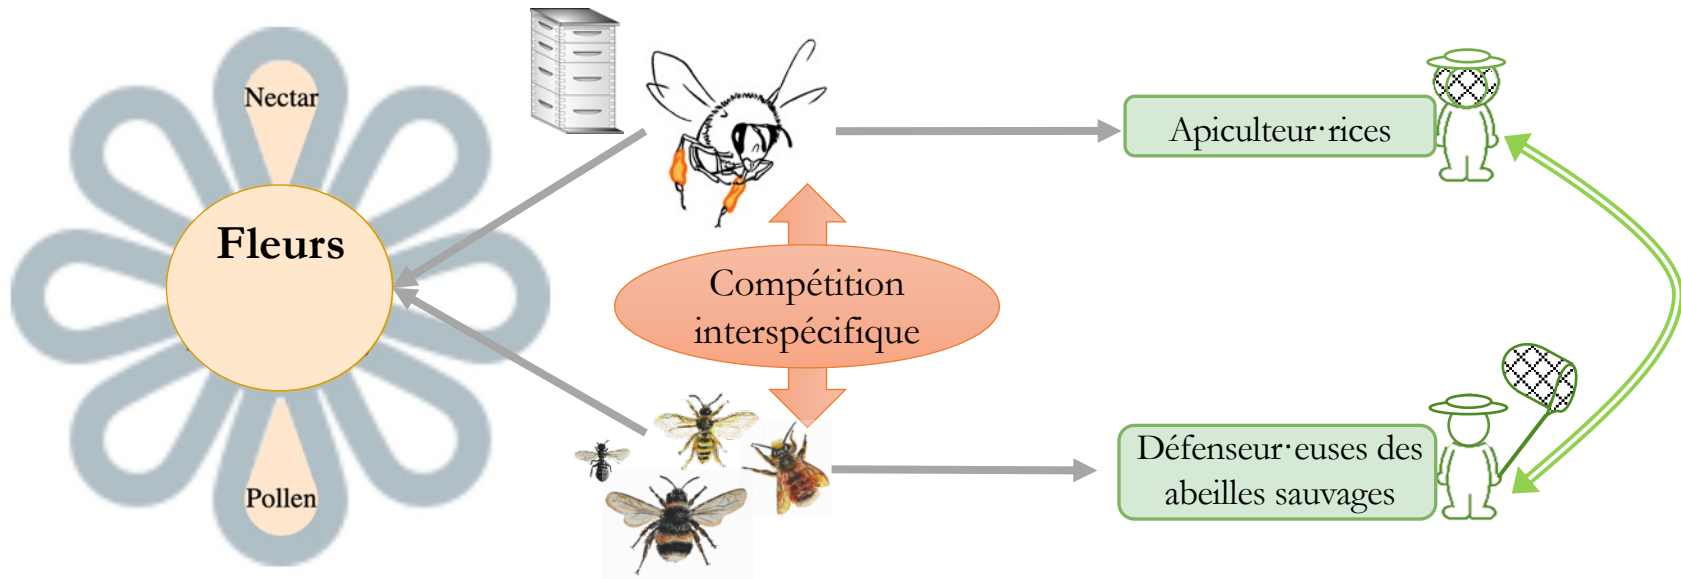 Nectar
Fleurs
Pollen
Compétition
interspécifique
Apiculteur·rices
Défenseur·euses des
abeilles sauvages